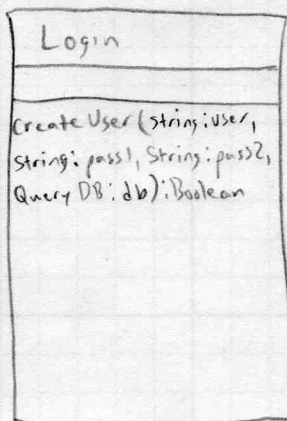 Login
CreateUser(String:user,
String:pass1, String:pass2,
QueryDB:db):Boolean